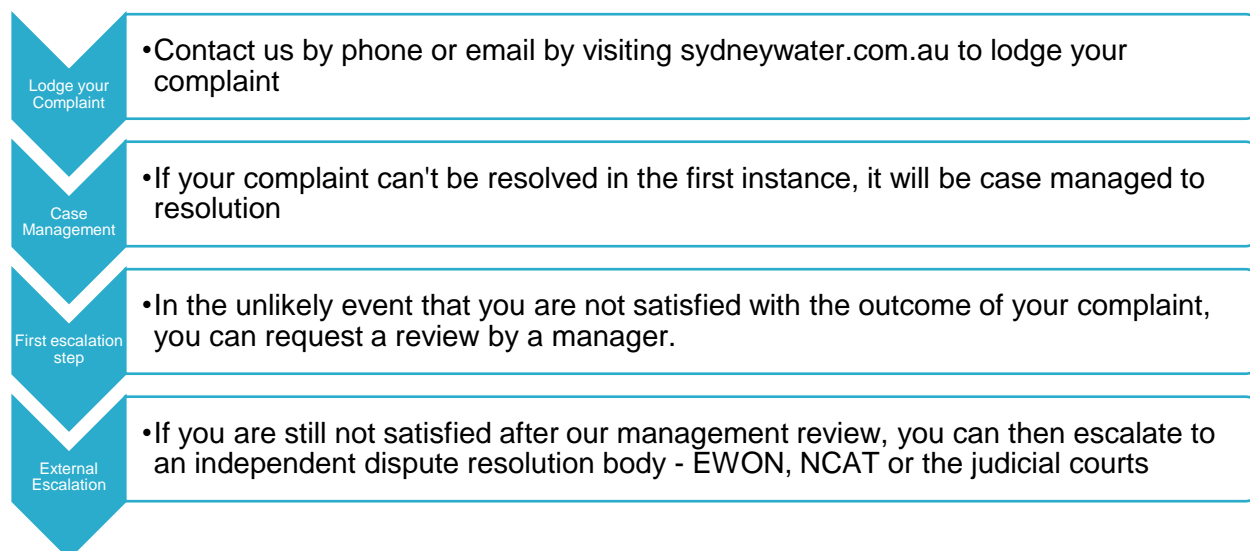 Lodge your
Complaint
•Contact us by phone or email by visiting sydneywater.com.au to lodge your
complaint
Case
Management
•If your complaint can't be resolved in the first instance, it will be case managed to
resolution
First escalation
step
•In the unlikely event that you are not satisfied with the outcome of your complaint,
you can request a review by a manager.
External
Escalation
•If you are still not satisfied after our management review, you can then escalate to
an independent dispute resolution body - EWON, NCAT or the judicial courts